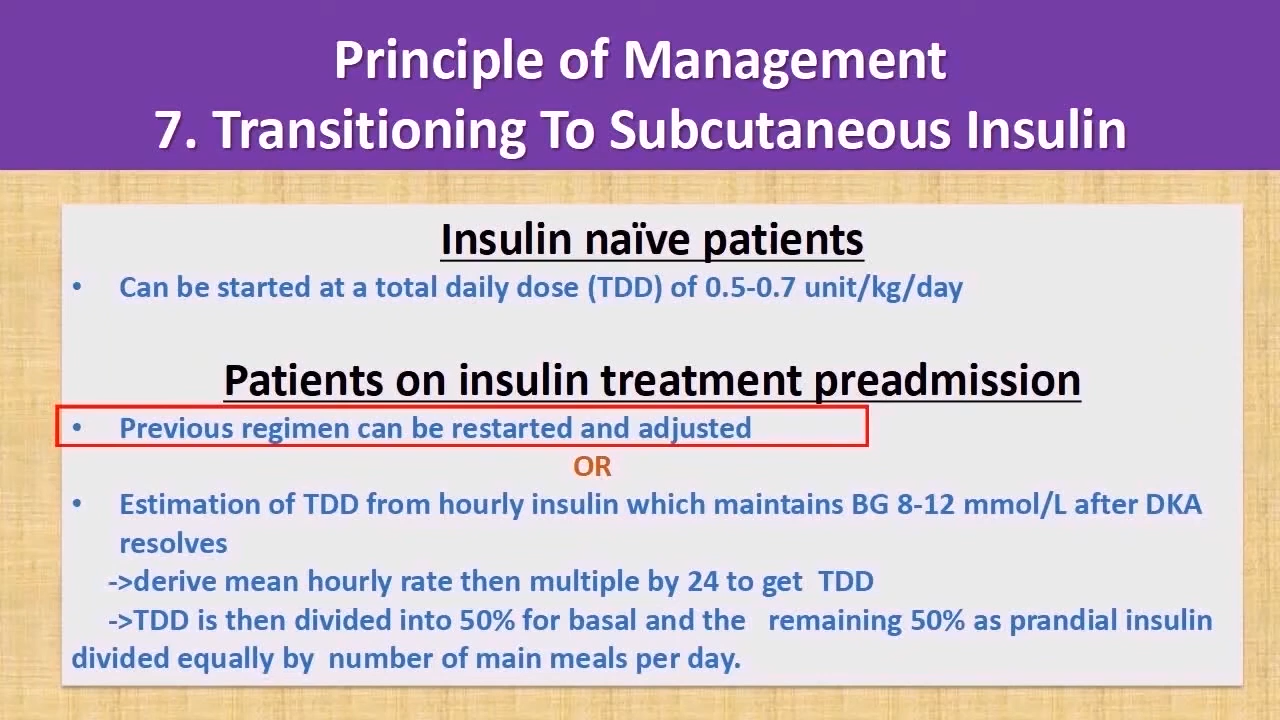 Principle of Management
7. Transitioning To Subcutaneous Insulin
Insulin naïve patients
• Can be started at a total daily dose (TDD) of 0.5-0.7 unit/kg/day
Patients on insulin treatment preadmission
• Previous regimen can be restarted and adjusted
OR
• Estimation of TDD from hourly insulin which maintains BG 8-12 mmol/L after DKA
resolves
->derive mean hourly rate then multiple by 24 to get TDD
->TDD is then divided into 50% for basal and the remaining 50% as prandial insulin
divided equally by number of main meals per day.